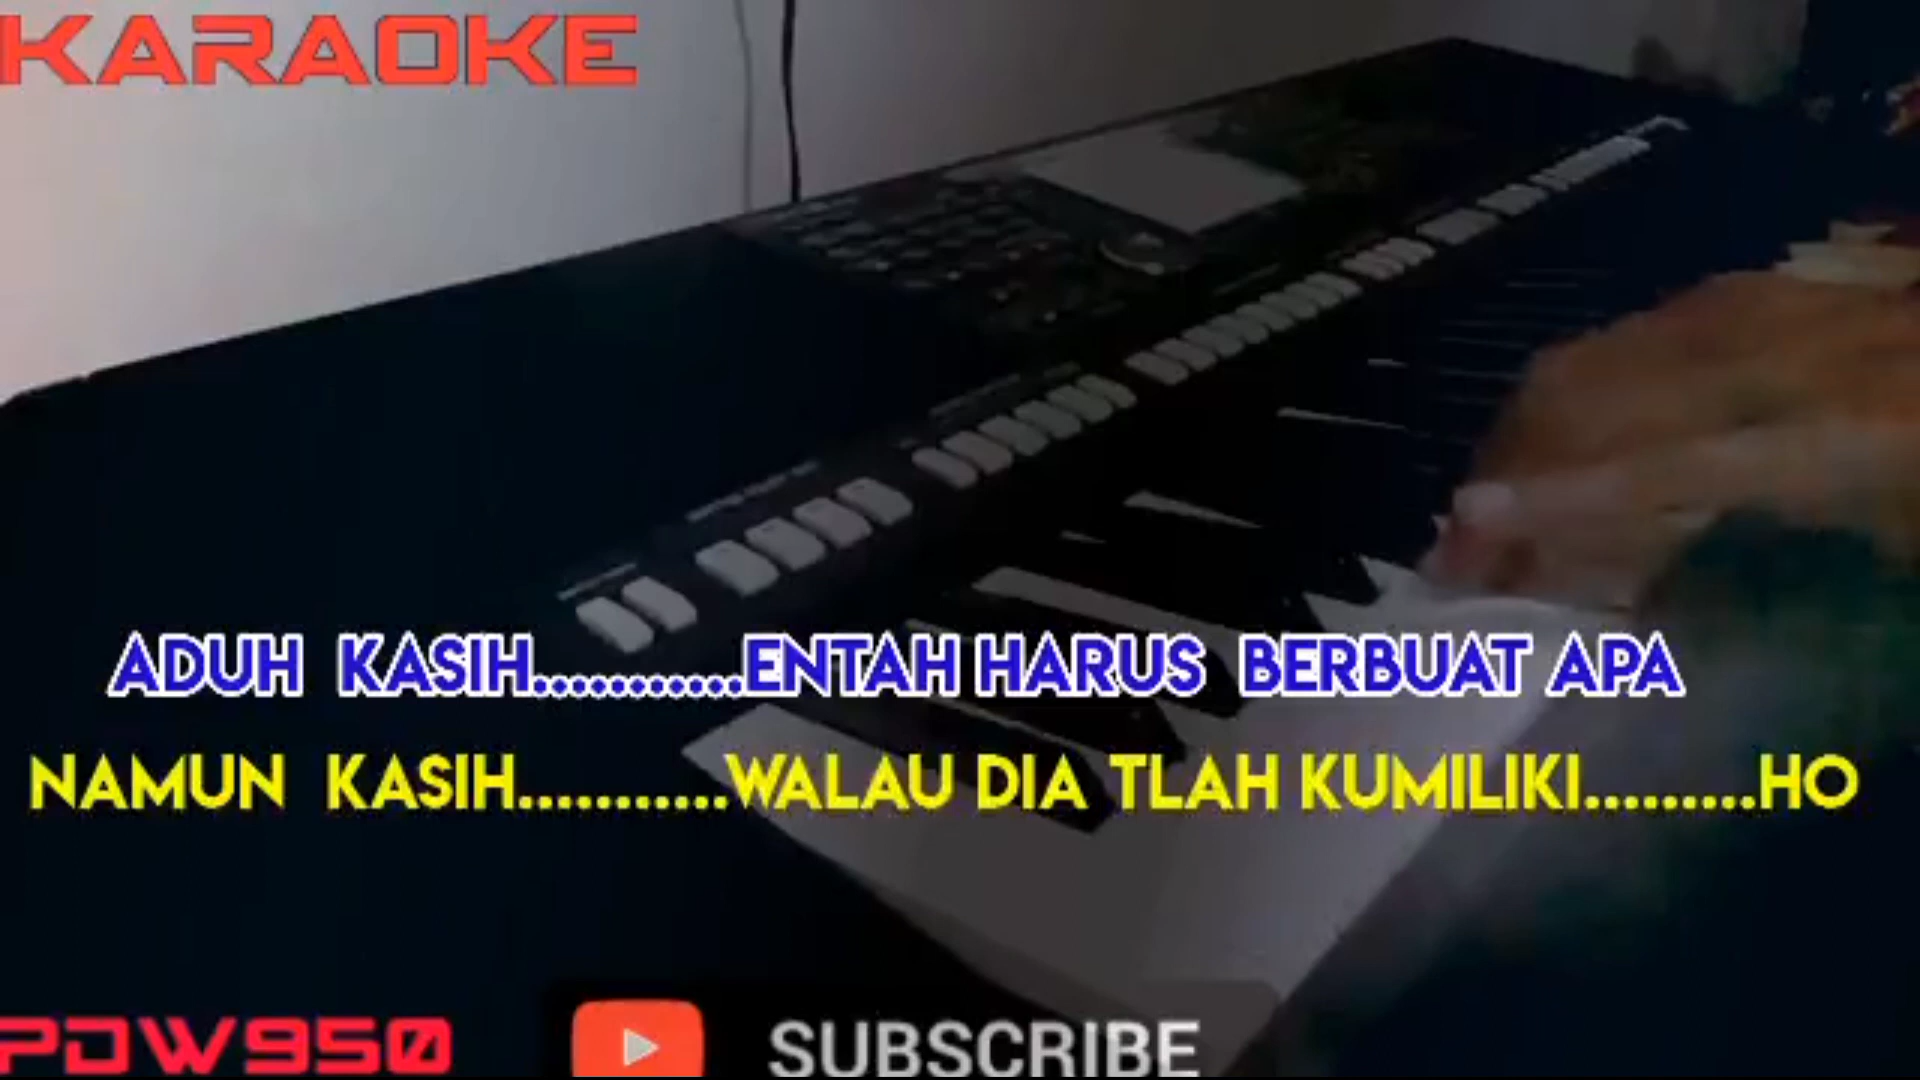 KARAOKE
ADUH KASIH...........ENTAH HARUS BERBUAT APA
NAMUN KASIH...........WALAU DIA TLAH KUMILIKI.........HO
PDW950
SUBSCRIBE